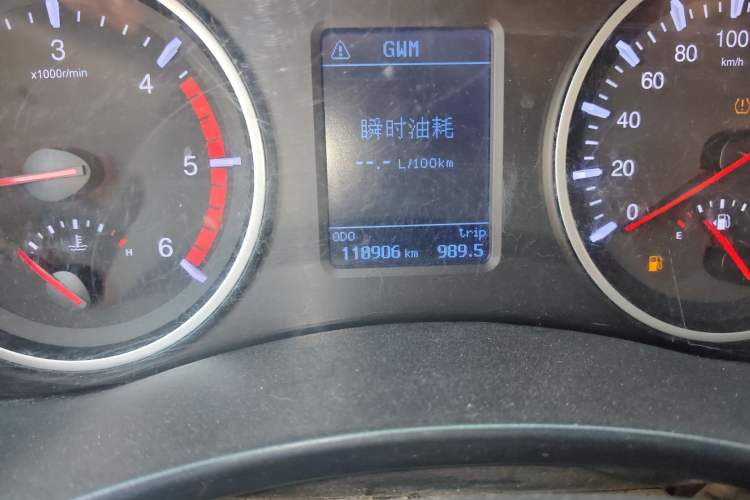 3
x1000r/min
4
5
6
H
GWM
瞬时油耗
--.- L/100km
ODO trip
110906 km 989.5
0
20
40
60
80
100
km/h
E